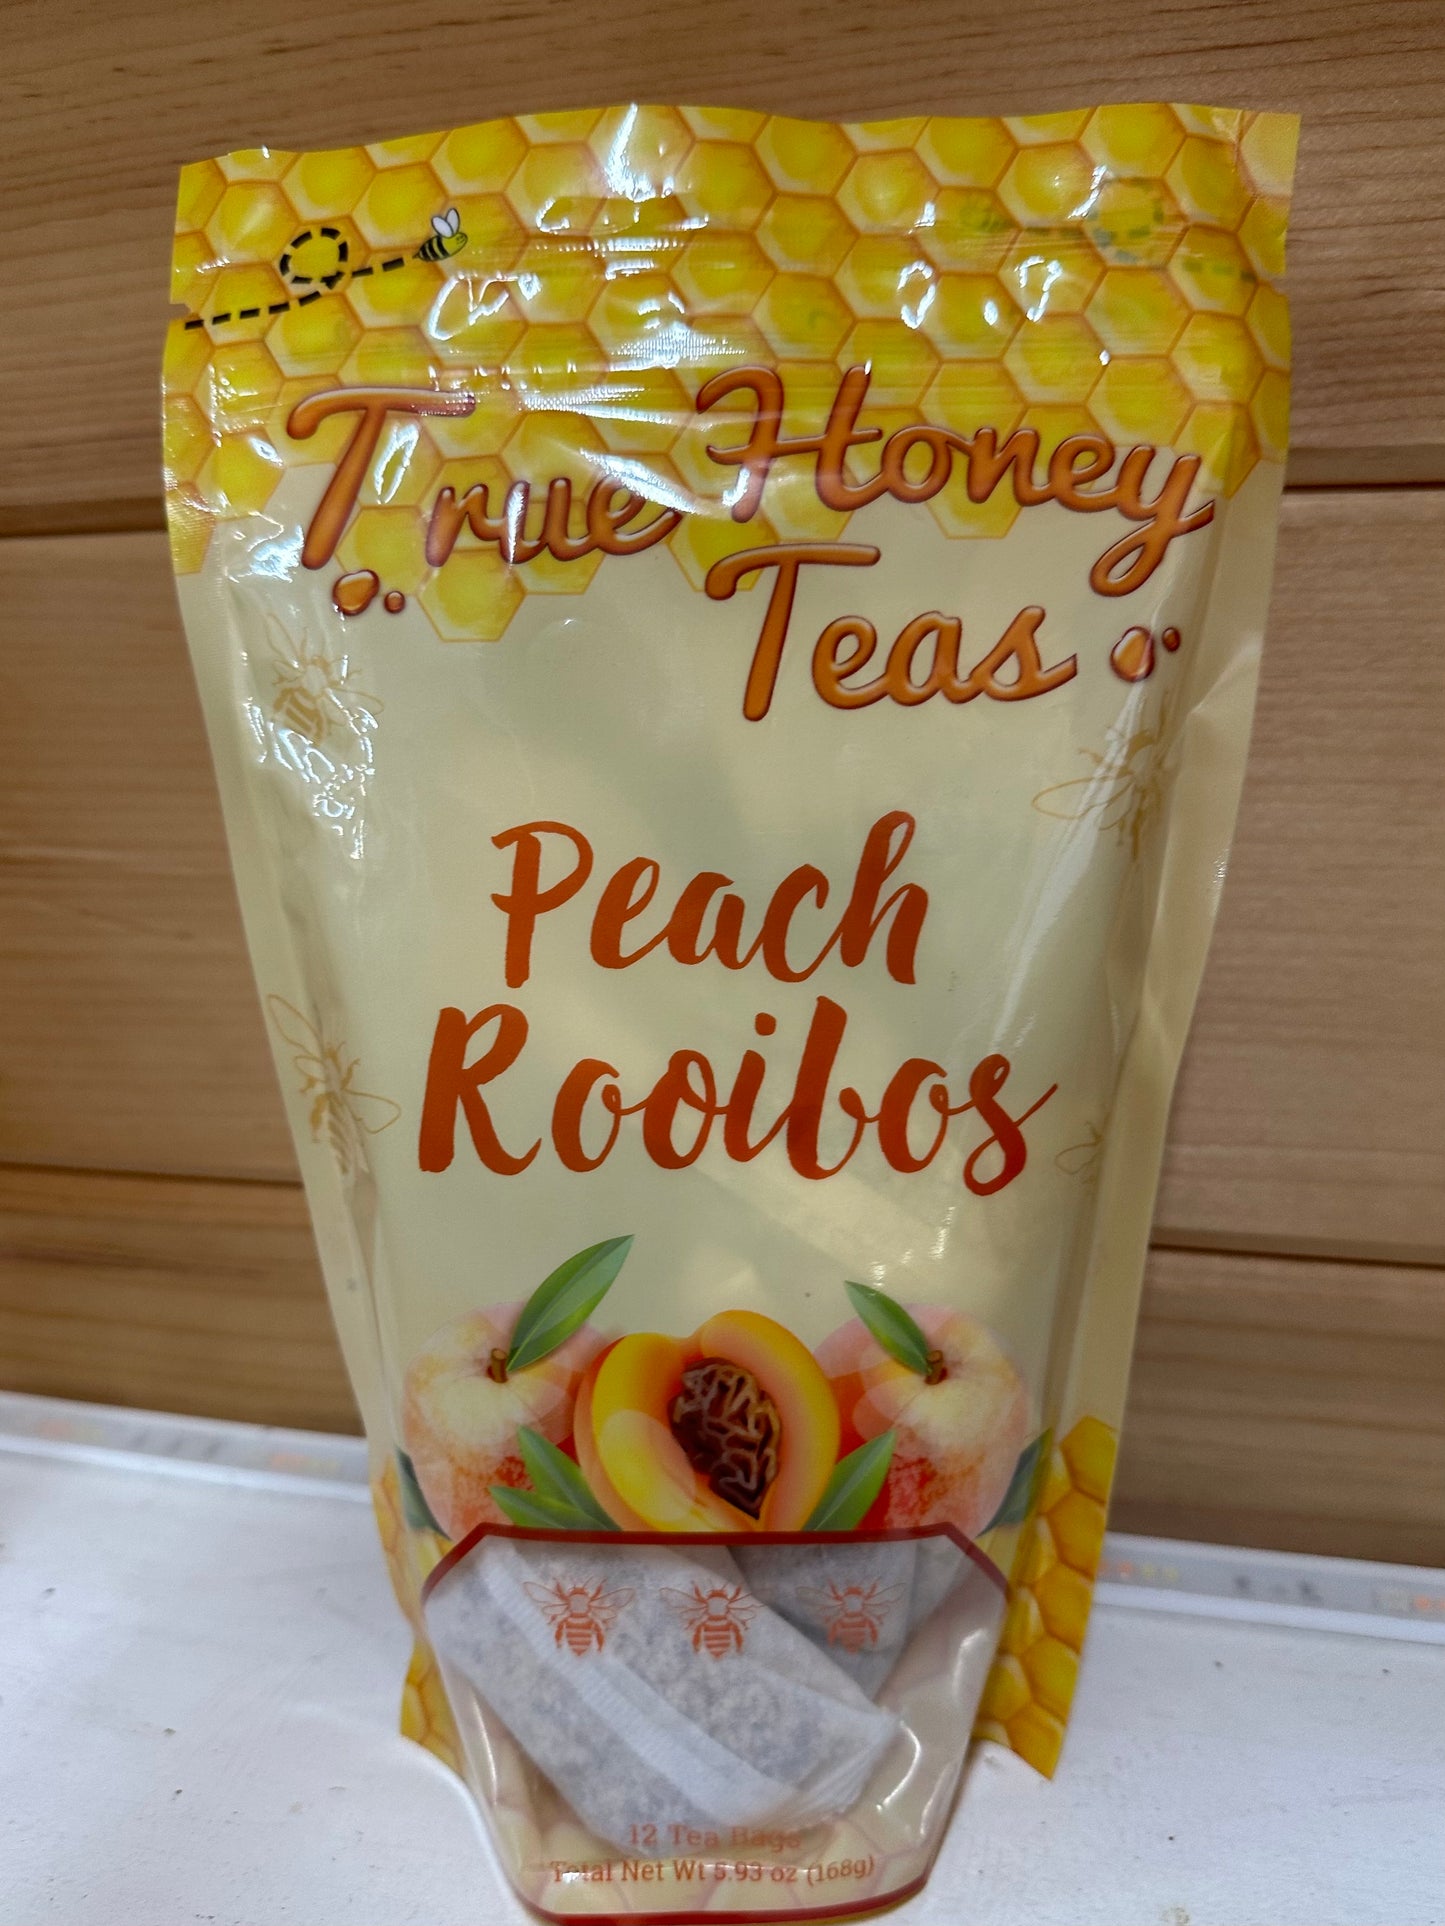 True Honey
Teas
Peach
Rooibos
12 Tea Bags
Total Net Wt 5.93 oz (168g)